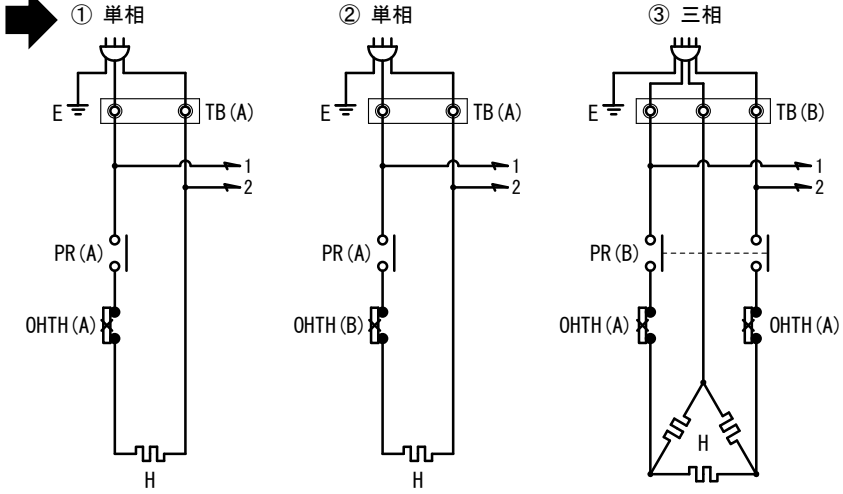 ① 単相
E
TB(A)
1
2
PR(A)
OHTH(A)
H
② 単相
E
TB(A)
1
2
PR(A)
OHTH(B)
H
③ 三相
E
TB(B)
1
2
PR(B)
OHTH(A)
OHTH(A)
H